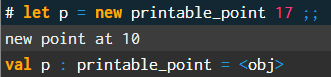 # let p = new printable_point 17 ;;
new point at 10
val p : printable_point = <obj>